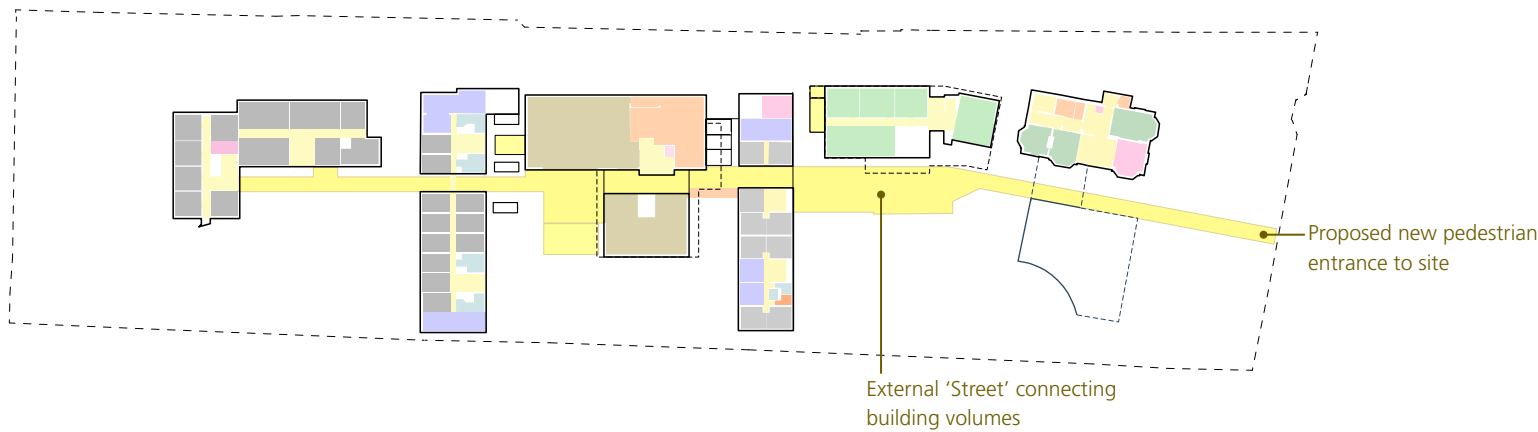 Proposed new pedestrian
entrance to site
External ‘Street’ connecting
building volumes